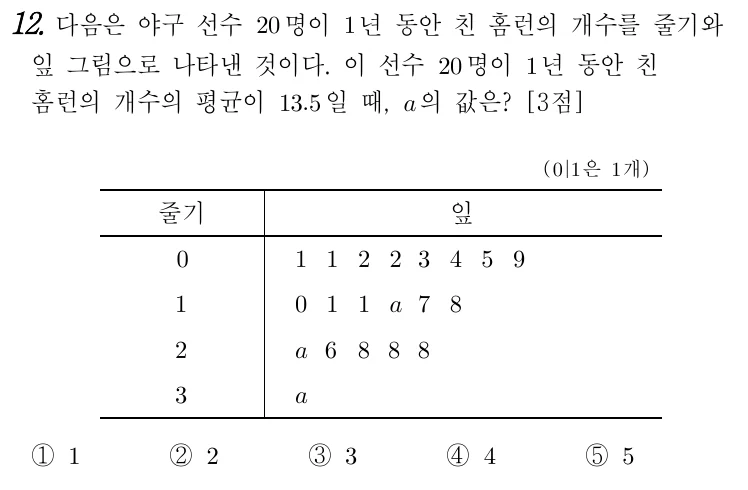 12. 다음은 야구 선수 20명이 1년 동안 친 홈런의 개수를 줄기와
잎 그림으로 나타낸 것이다. 이 선수 20명이 1년 동안 친
홈런의 개수의 평균이 13.5일 때, a의 값은? [3점]
(0|1은 1개)
줄기 잎
0 1 1 2 2 3 4 5 9
1 0 1 1 a 7 8
2 a 6 8 8 8
3 a
① 1 ② 2 ③ 3 ④ 4 ⑤ 5